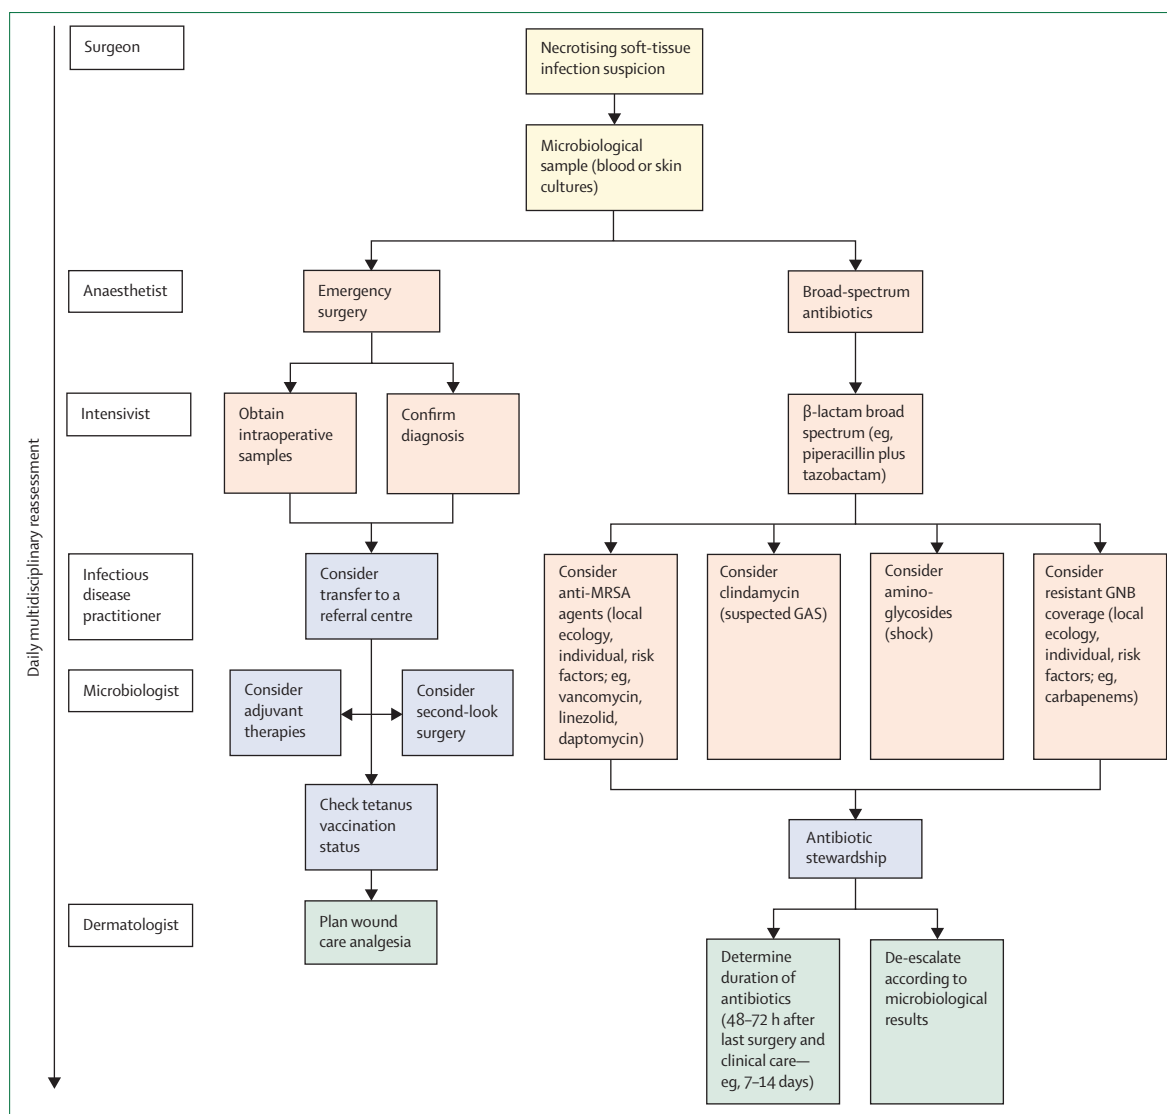 Surgeon
Necrotising soft-tissue
infection suspicion
Microbiological
sample (blood or skin
cultures)
Anaesthetist
Emergency
surgery
Broad-spectrum
antibiotics
Intensivist
Obtain
intraoperative
samples
Confirm
diagnosis
β-lactam broad
spectrum (eg,
piperacillin plus
tazobactam)
Daily multidisciplinary reassessment
Infectious
disease
practitioner
Consider
transfer to a
referral centre
Consider
anti-MRSA
agents (local
ecology,
individual, risk
factors; eg,
vancomycin,
linezolid,
daptomycin)
Consider
clindamycin
(suspected GAS)
Consider
amino-
glycosides
(shock)
Consider
resistant GNB
coverage (local
ecology,
individual, risk
factors; eg,
carbapenems)
Microbiologist
Consider
adjuvant
therapies
Consider
second-look
surgery
Check tetanus
vaccination
status
Antibiotic
stewardship
Dermatologist
Plan wound
care analgesia
Determine
duration of
antibiotics
(48–72 h after
last surgery and
clinical care—
eg, 7–14 days)
De-escalate
according to
microbiological
results